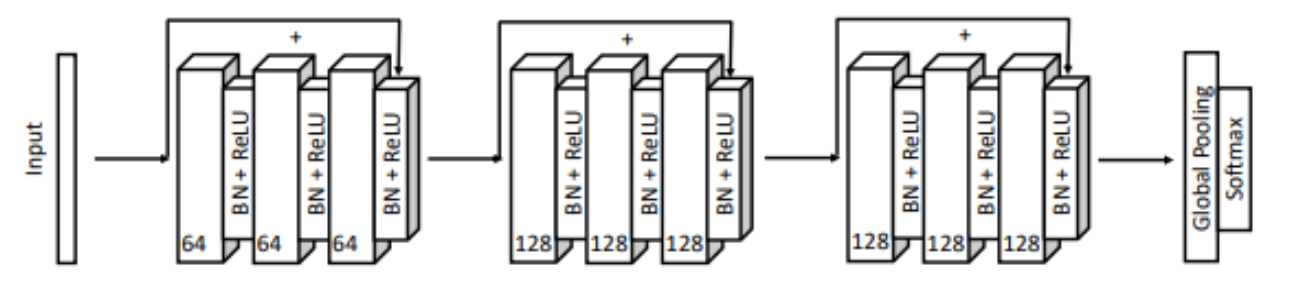 Input
+
64
BN + ReLU
64
BN + ReLU
64
BN + ReLU
+
128
BN + ReLU
128
BN + ReLU
128
BN + ReLU
+
128
BN + ReLU
128
BN + ReLU
128
BN + ReLU
Global Pooling
Softmax